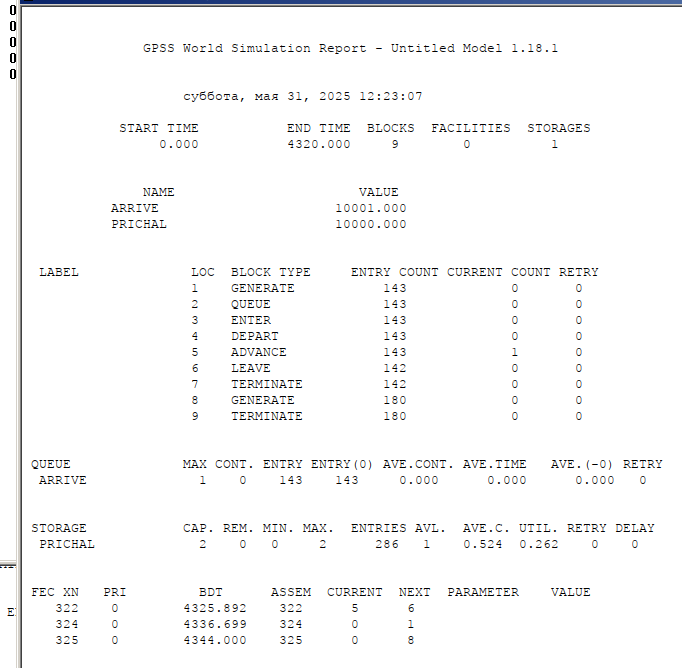 0
0
0
0
0
GPSS World Simulation Report - Untitled Model 1.18.1
суббота, мая 31, 2025 12:23:07
START TIME END TIME BLOCKS FACILITIES STORAGES
0.000 4320.000 9 0 1
NAME VALUE
ARRIVE 10001.000
PRICHAL 10000.000
LABEL LOC BLOCK TYPE ENTRY COUNT CURRENT COUNT RETRY
1 GENERATE 143 0 0
2 QUEUE 143 0 0
3 ENTER 143 0 0
4 DEPART 143 0 0
5 ADVANCE 143 1 0
6 LEAVE 142 0 0
7 TERMINATE 142 0 0
8 GENERATE 180 0 0
9 TERMINATE 180 0 0
QUEUE MAX CONT. ENTRY ENTRY(0) AVE.CONT. AVE.TIME AVE.(-0) RETRY
ARRIVE 1 0 143 143 0.000 0.000 0.000 0
STORAGE CAP. REM. MIN. MAX. ENTRIES AVL. AVE.C. UTIL. RETRY DELAY
PRICHAL 2 0 0 2 286 1 0.524 0.262 0 0
FEC XN PRI BDT ASSEM CURRENT NEXT PARAMETER VALUE
322 0 4325.892 322 5 6
324 0 4336.699 324 0 1
325 0 4344.000 325 0 8